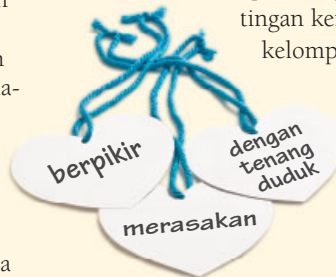 tingan ke
kelomp
a-
berpikir
dengan
tenang
duduk
merasakan
a